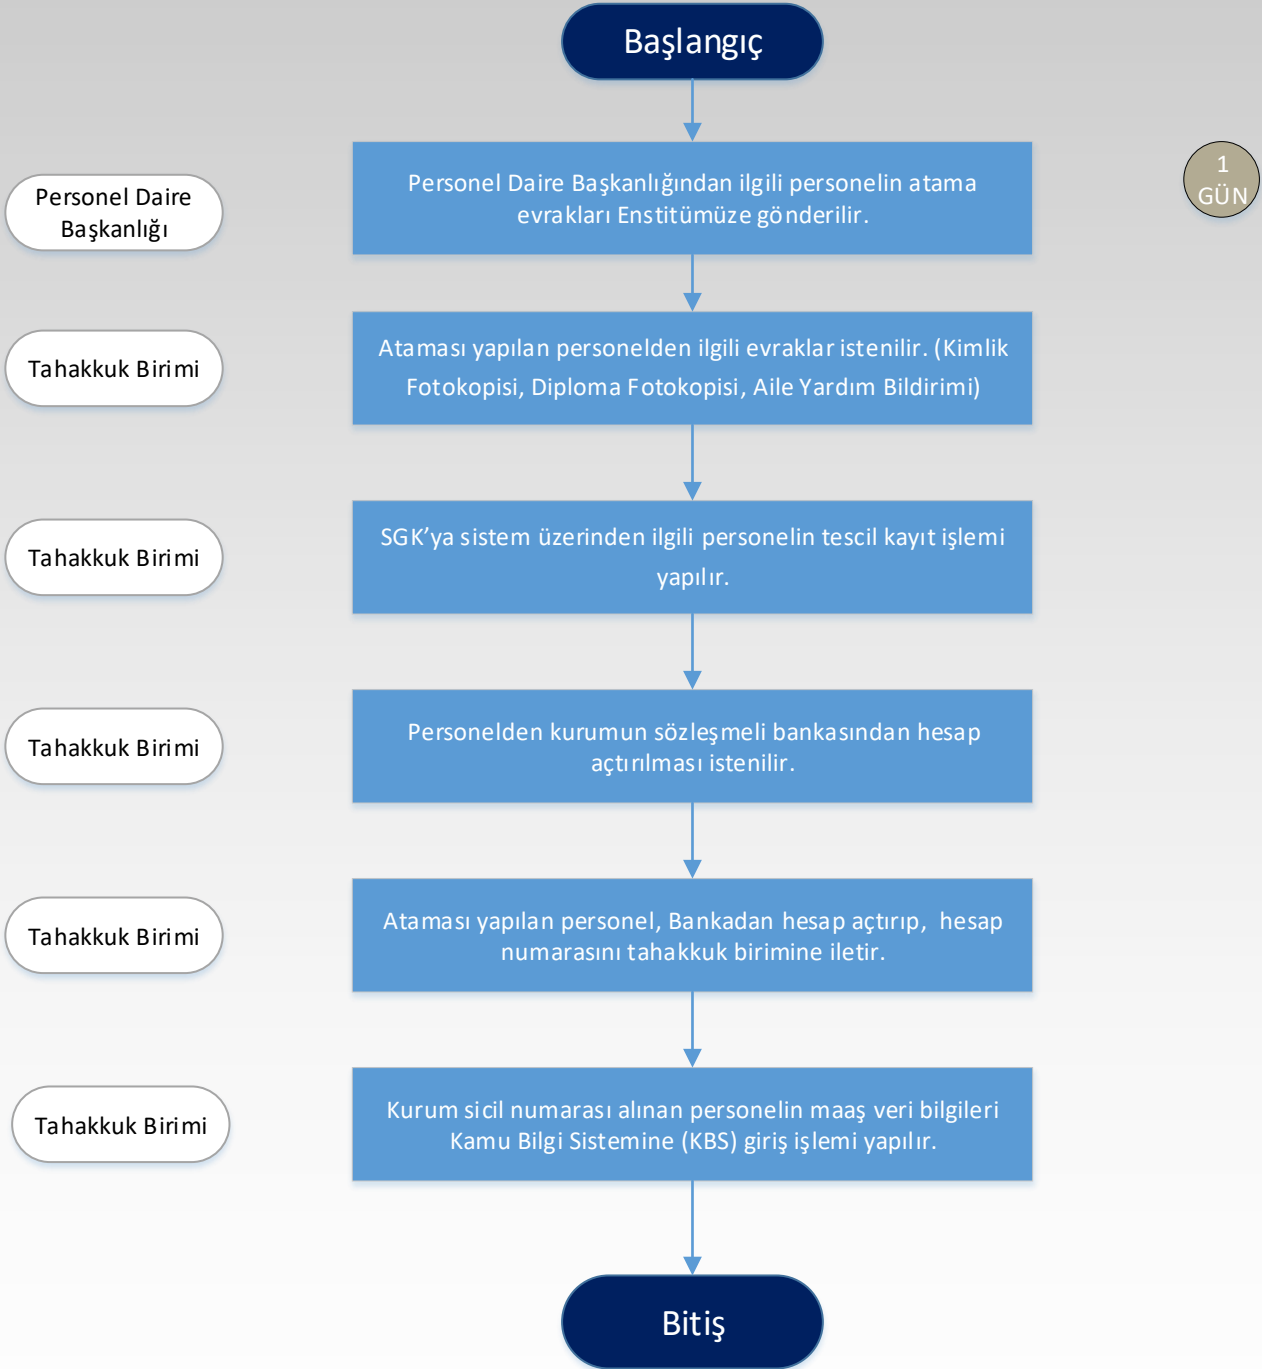 Başlangıç
Personel Daire
Başkanlığı
Personel Daire Başkanlığından ilgili personelin atama
evrakları Enstitümüze gönderilir.
1
GÜN
Tahakkuk Birimi
Ataması yapılan personelden ilgili evraklar istenilir. (Kimlik
Fotokopisi, Diploma Fotokopisi, Aile Yardım Bildirimi)
Tahakkuk Birimi
SGK’ya sistem üzerinden ilgili personelin tescil kayıt işlemi
yapılır.
Tahakkuk Birimi
Personelden kurumun sözleşmeli bankasından hesap
açtırılması istenilir.
Tahakkuk Birimi
Ataması yapılan personel, Bankadan hesap açtırıp, hesap
numarasını tahakkuk birimine iletir.
Tahakkuk Birimi
Kurum sicil numarası alınan personelin maaş veri bilgileri
Kamu Bilgi Sistemine (KBS) giriş işlemi yapılır.
Bitiş